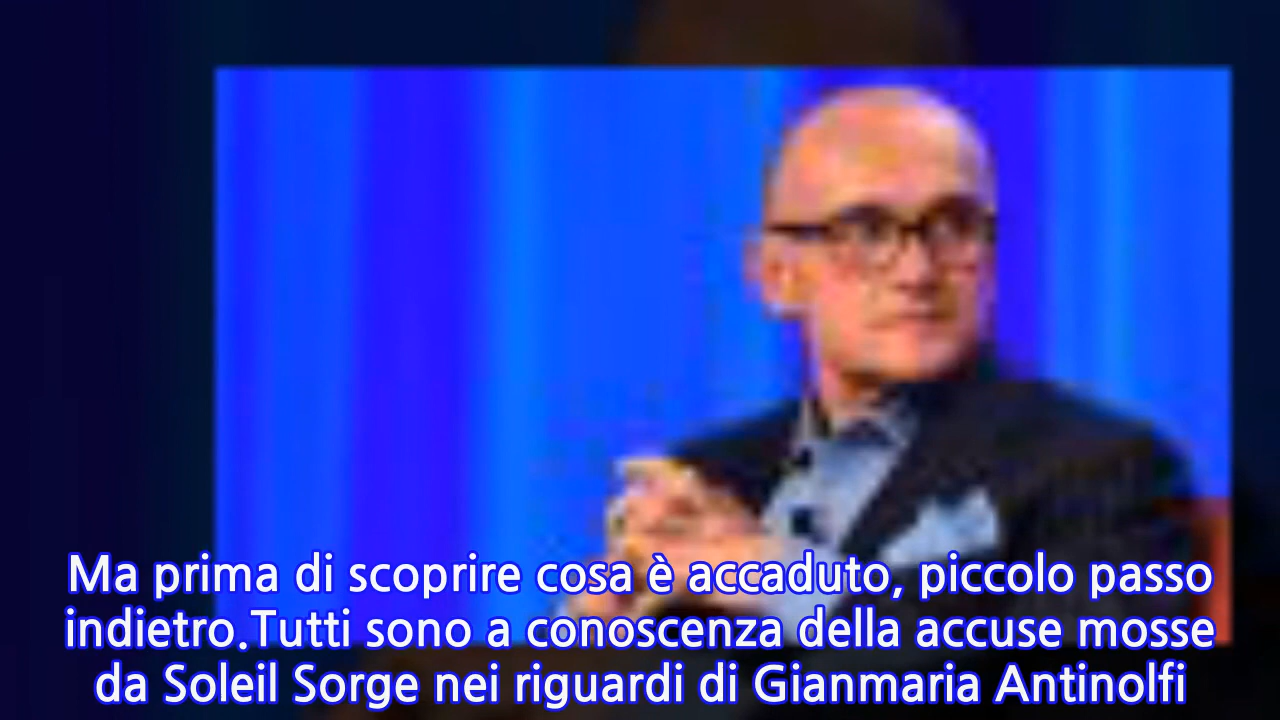 Ma prima di scoprire cosa è accaduto, piccolo passo
indietro.Tutti sono a conoscenza della accuse mosse
da Soleil Sorge nei riguardi di Gianmaria Antinolfi